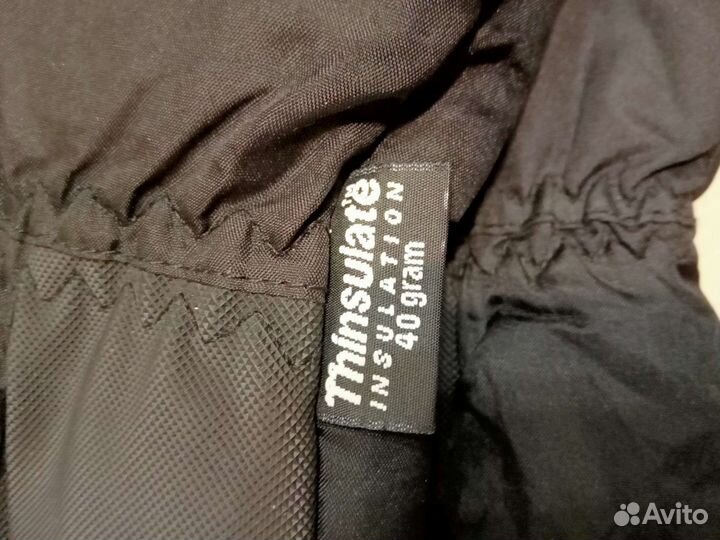 Thinsulate
INSULATION
40 gram
Avito